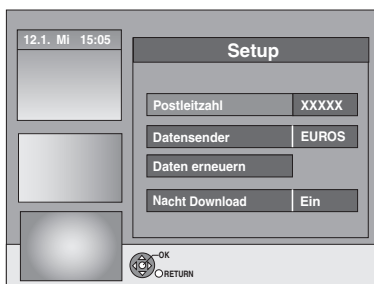 12.1. Mi 15:05
Setup
Postleitzahl XXXXX
Datensender EUROS
Daten erneuern
Nacht Download Ein
OK
RETURN